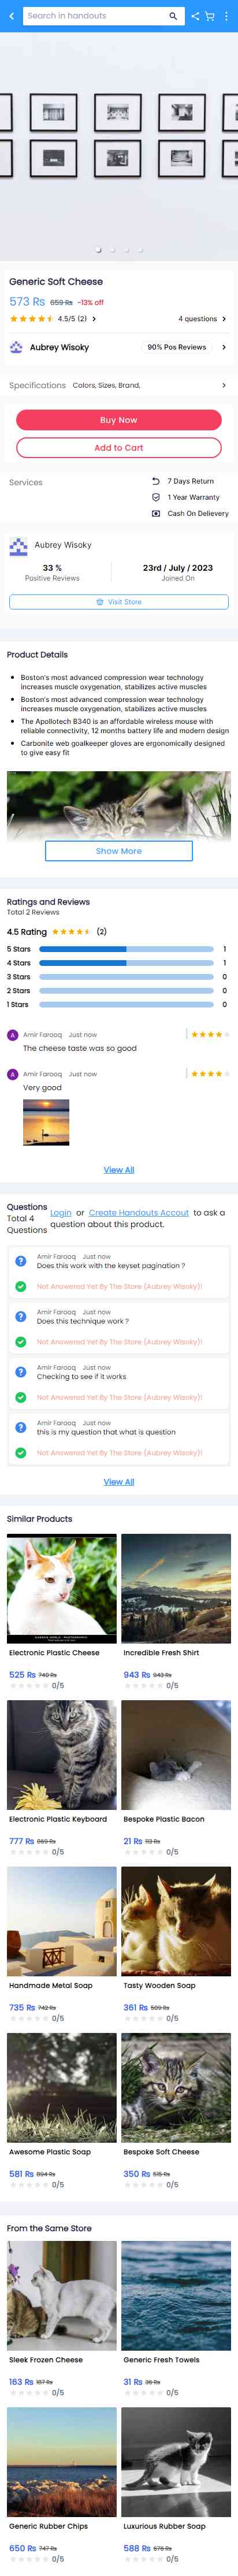 Search in handouts
Generic Soft Cheese
573 Rs 659 Rs -13% off
4.5/5 (2) 4 questions
Aubrey Wisoky 90% Pos Reviews
Specifications Colors, Sizes, Brand,
Buy Now
Add to Cart
Services
7 Days Return
1 Year Warranty
Cash On Delievery
Aubrey Wisoky
33 % 23rd / July / 2023
Positive Reviews Joined On
Visit Store
Product Details
Boston's most advanced compression wear technology
increases muscle oxygenation, stabilizes active muscles
Boston's most advanced compression wear technology
increases muscle oxygenation, stabilizes active muscles
The Apollotech B340 is an affordable wireless mouse with
reliable connectivity, 12 months battery life and modern design
Carbonite web goalkeeper gloves are ergonomically designed
to give easy fit
Show More
Ratings and Reviews
Total 2 Reviews
4.5 Rating (2)
5 Stars 1
4 Stars 1
3 Stars 0
2 Stars 0
1 Stars 0
A Amir Farooq Just now
The cheese taste was so good
A Amir Farooq Just now
Very good
View All
Questions
Total 4
Questions
Login or Create Handouts Accout to ask a
question about this product.
Amir Farooq Just now
Does this work with the keyset pagination ?
Not Answered Yet By The Store (Aubrey Wisoky)!
Amir Farooq Just now
Does this technique work ?
Not Answered Yet By The Store (Aubrey Wisoky)!
Amir Farooq Just now
Checking to see if it works
Not Answered Yet By The Store (Aubrey Wisoky)!
Amir Farooq Just now
this is my question that what is question
Not Answered Yet By The Store (Aubrey Wisoky)!
View All
Similar Products
Electronic Plastic Cheese
525 Rs 740 Rs
0/5
Incredible Fresh Shirt
943 Rs 943 Rs
0/5
Electronic Plastic Keyboard
777 Rs 869 Rs
0/5
Bespoke Plastic Bacon
21 Rs 113 Rs
0/5
Handmade Metal Soap
735 Rs 742 Rs
0/5
Tasty Wooden Soap
361 Rs 509 Rs
0/5
Awesome Plastic Soap
581 Rs 894 Rs
0/5
Bespoke Soft Cheese
350 Rs 515 Rs
0/5
From the Same Store
Sleek Frozen Cheese
163 Rs 187 Rs
0/5
Generic Fresh Towels
31 Rs 36 Rs
0/5
Generic Rubber Chips
650 Rs 747 Rs
0/5
Luxurious Rubber Soap
588 Rs 676 Rs
0/5